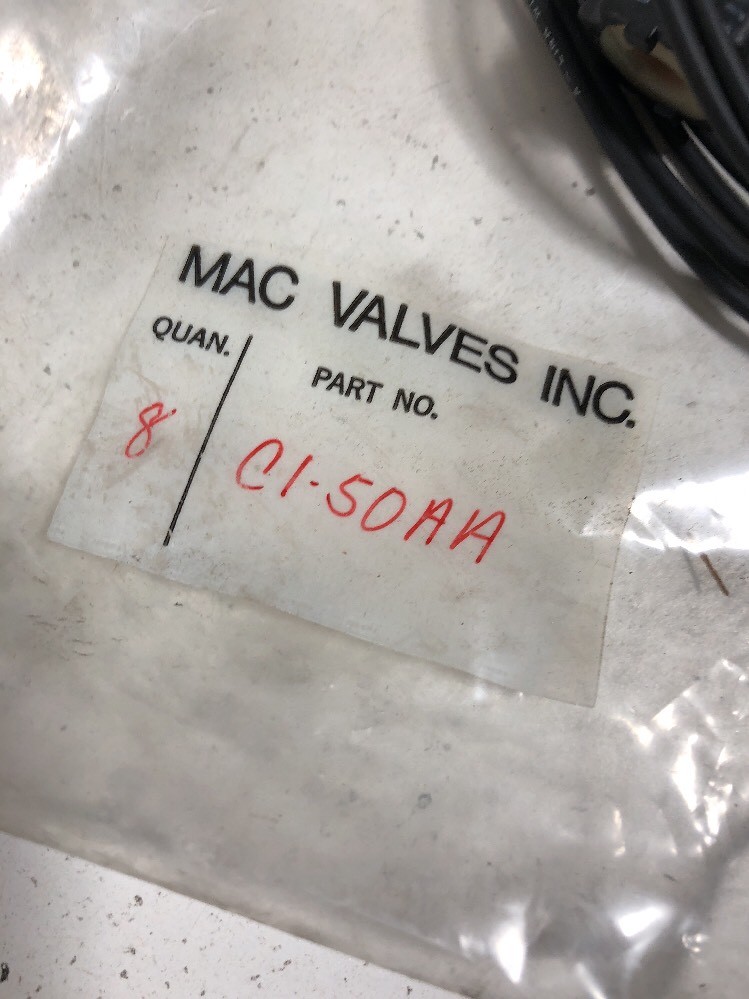 MAC VALVES INC.
QUAN.
PART NO.
8
C1-50AA